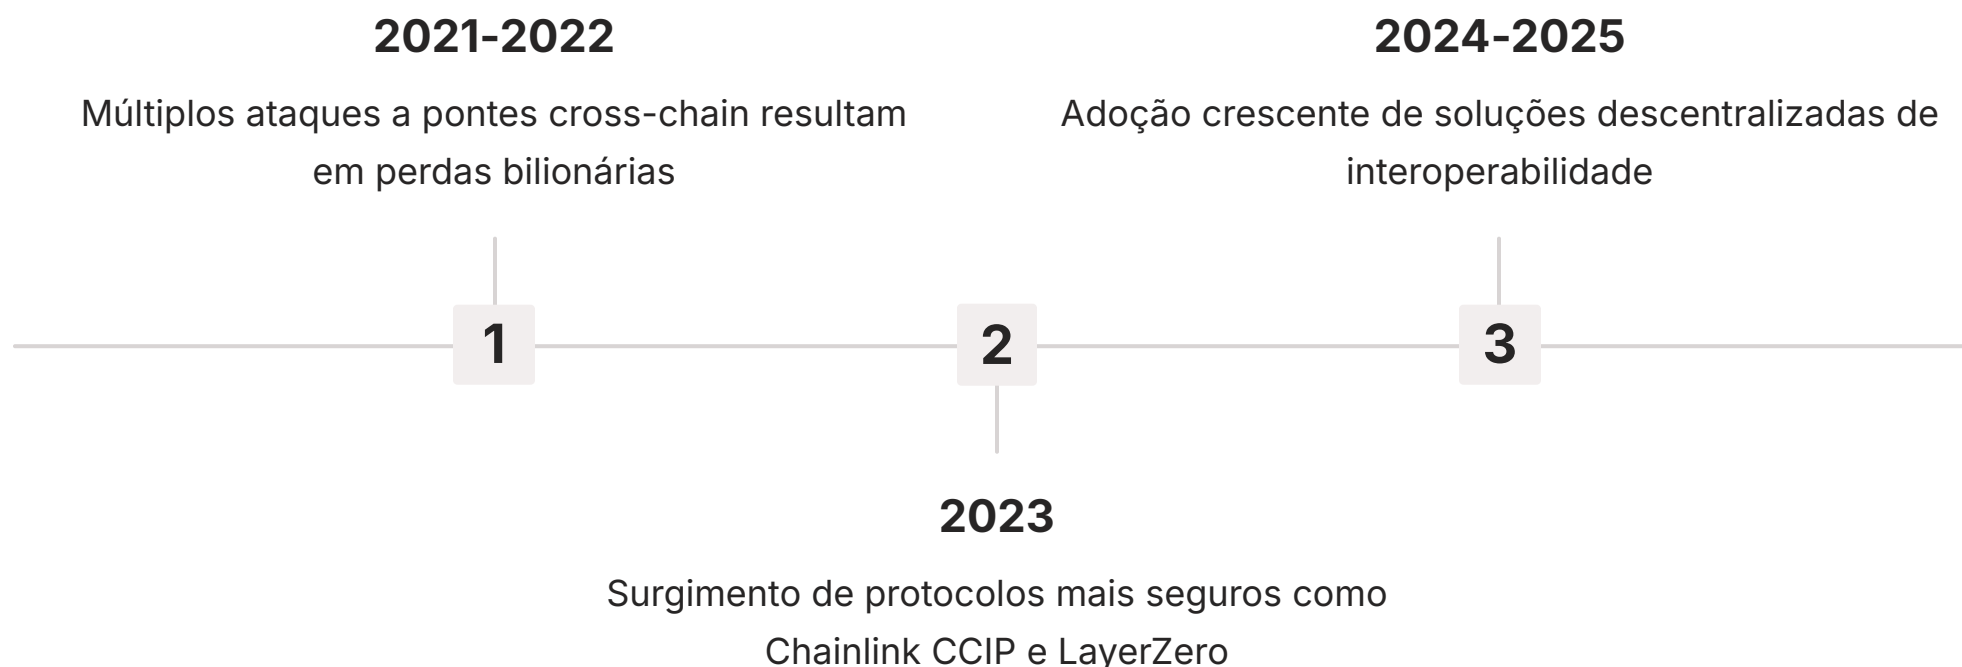 2021-2022
Múltiplos ataques a pontes cross-chain resultam
em perdas bilionárias
2024-2025
Adoção crescente de soluções descentralizadas de
interoperabilidade
1
2
3
2023
Surgimento de protocolos mais seguros como
Chainlink CCIP e LayerZero